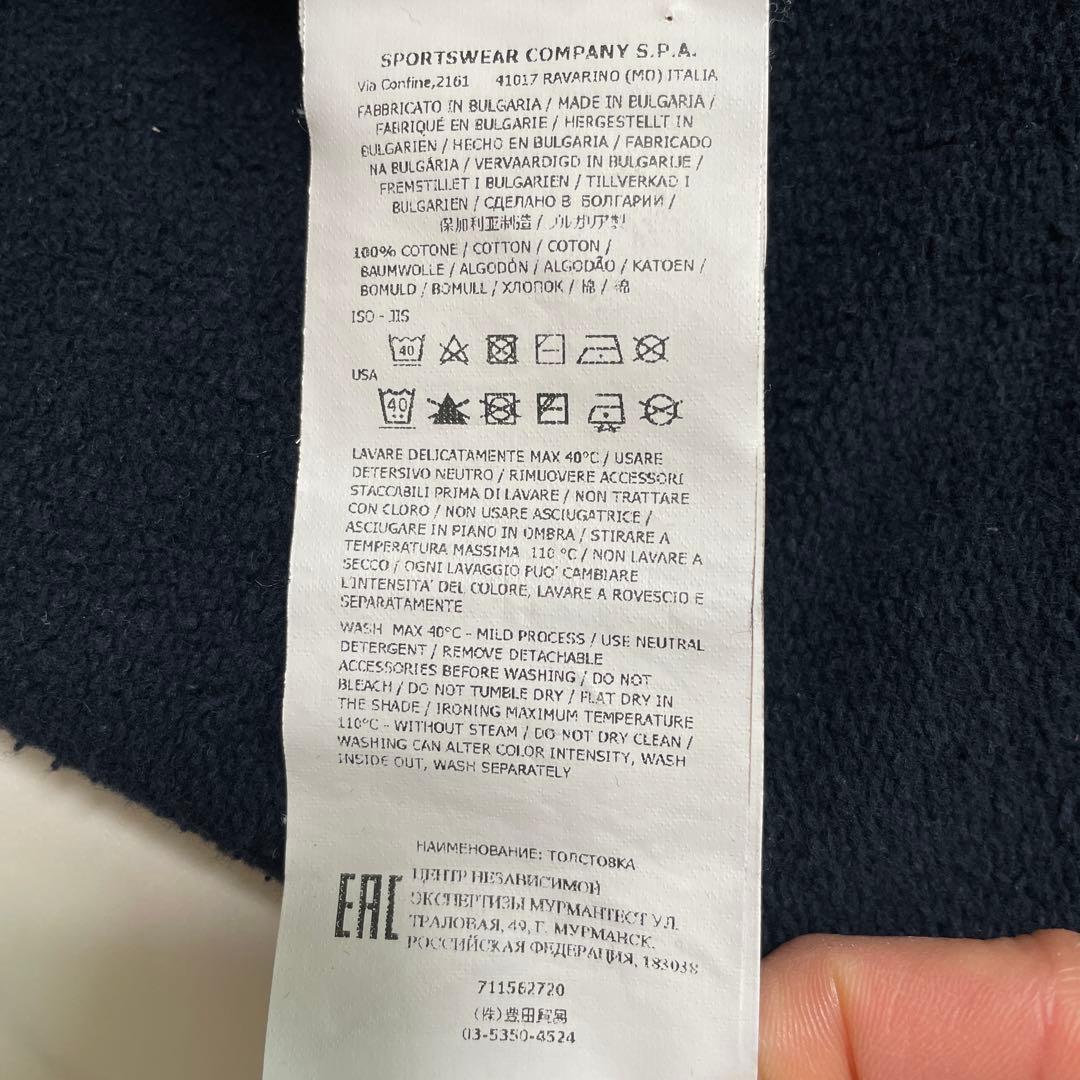 SPORTSWEAR COMPANY S.P.A.
Via Confine,2161 41017 RAVARINO (MO) ITALIA
FABBRICATO IN BULGARIA / MADE IN BULGARIA /
FABRIQUÉ EN BULGARIE / HERGESTELLT IN
BULGARIEN / HECHO EN BULGARIA / FABRICADO
NA BULGÁRIA / VERVAARDIGD IN BULGARIJE /
FREMSTILLET I BULGARIEN / TILLVERKAD I
BULGARIEN / СДЕЛАНО В БОЛГАРИИ /
保加利亚制造 / ブルガリア製
100% COTONE / COTTON / COTON /
BAUMWOLLE / ALGODÓN / ALGODÃO / KATOEN /
BOMULD / BOMULL / ХЛОПОК / 棉 / 棉
ISO - JIS
40
USA
40
LAVARE DELICATAMENTE MAX 40°C / USARE
DETERSIVO NEUTRO / RIMUOVERE ACCESSORI
STACCABILI PRIMA DI LAVARE / NON TRATTARE
CON CLORO / NON USARE ASCIUGATRICE /
ASCIUGARE IN PIANO IN OMBRA / STIRARE A
TEMPERATURA MASSIMA 110 °C / NON LAVARE A
SECCO / OGNI LAVAGGIO PUO' CAMBIARE
L'INTENSITA' DEL COLORE, LAVARE A ROVESCIO E
SEPARATAMENTE
WASH MAX 40°C - MILD PROCESS / USE NEUTRAL
DETERGENT / REMOVE DETACHABLE
ACCESSORIES BEFORE WASHING / DO NOT
BLEACH / DO NOT TUMBLE DRY / FLAT DRY IN
THE SHADE / IRONING MAXIMUM TEMPERATURE
110°C - WITHOUT STEAM / DO NOT DRY CLEAN /
WASHING CAN ALTER COLOR INTENSITY, WASH
INSIDE OUT, WASH SEPARATELY
НАИМЕНОВАНИЕ: ТОЛСТОВКА
EAC
ЦЕНТР НЕЗАВИСИМОЙ
ЭКСПЕРТИЗЫ МУРМАНТЕСТ УЛ.
ТРАЛОВАЯ, 49, Г. МУРМАНСК.
РОССИЙСКАЯ ФЕДЕРАЦИЯ, 183038
711562720
(株)豊田貿易
03-5350-4524